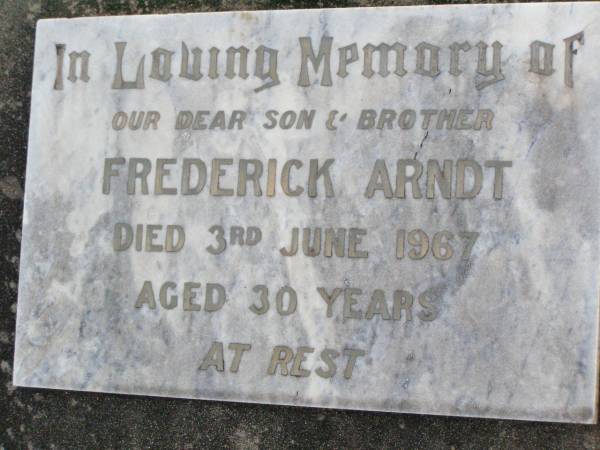 In Loving Memory of
OUR DEAR SON & BROTHER
FREDERICK ARNDT
DIED 3RD JUNE 1967
AGED 30 YEARS
AT REST